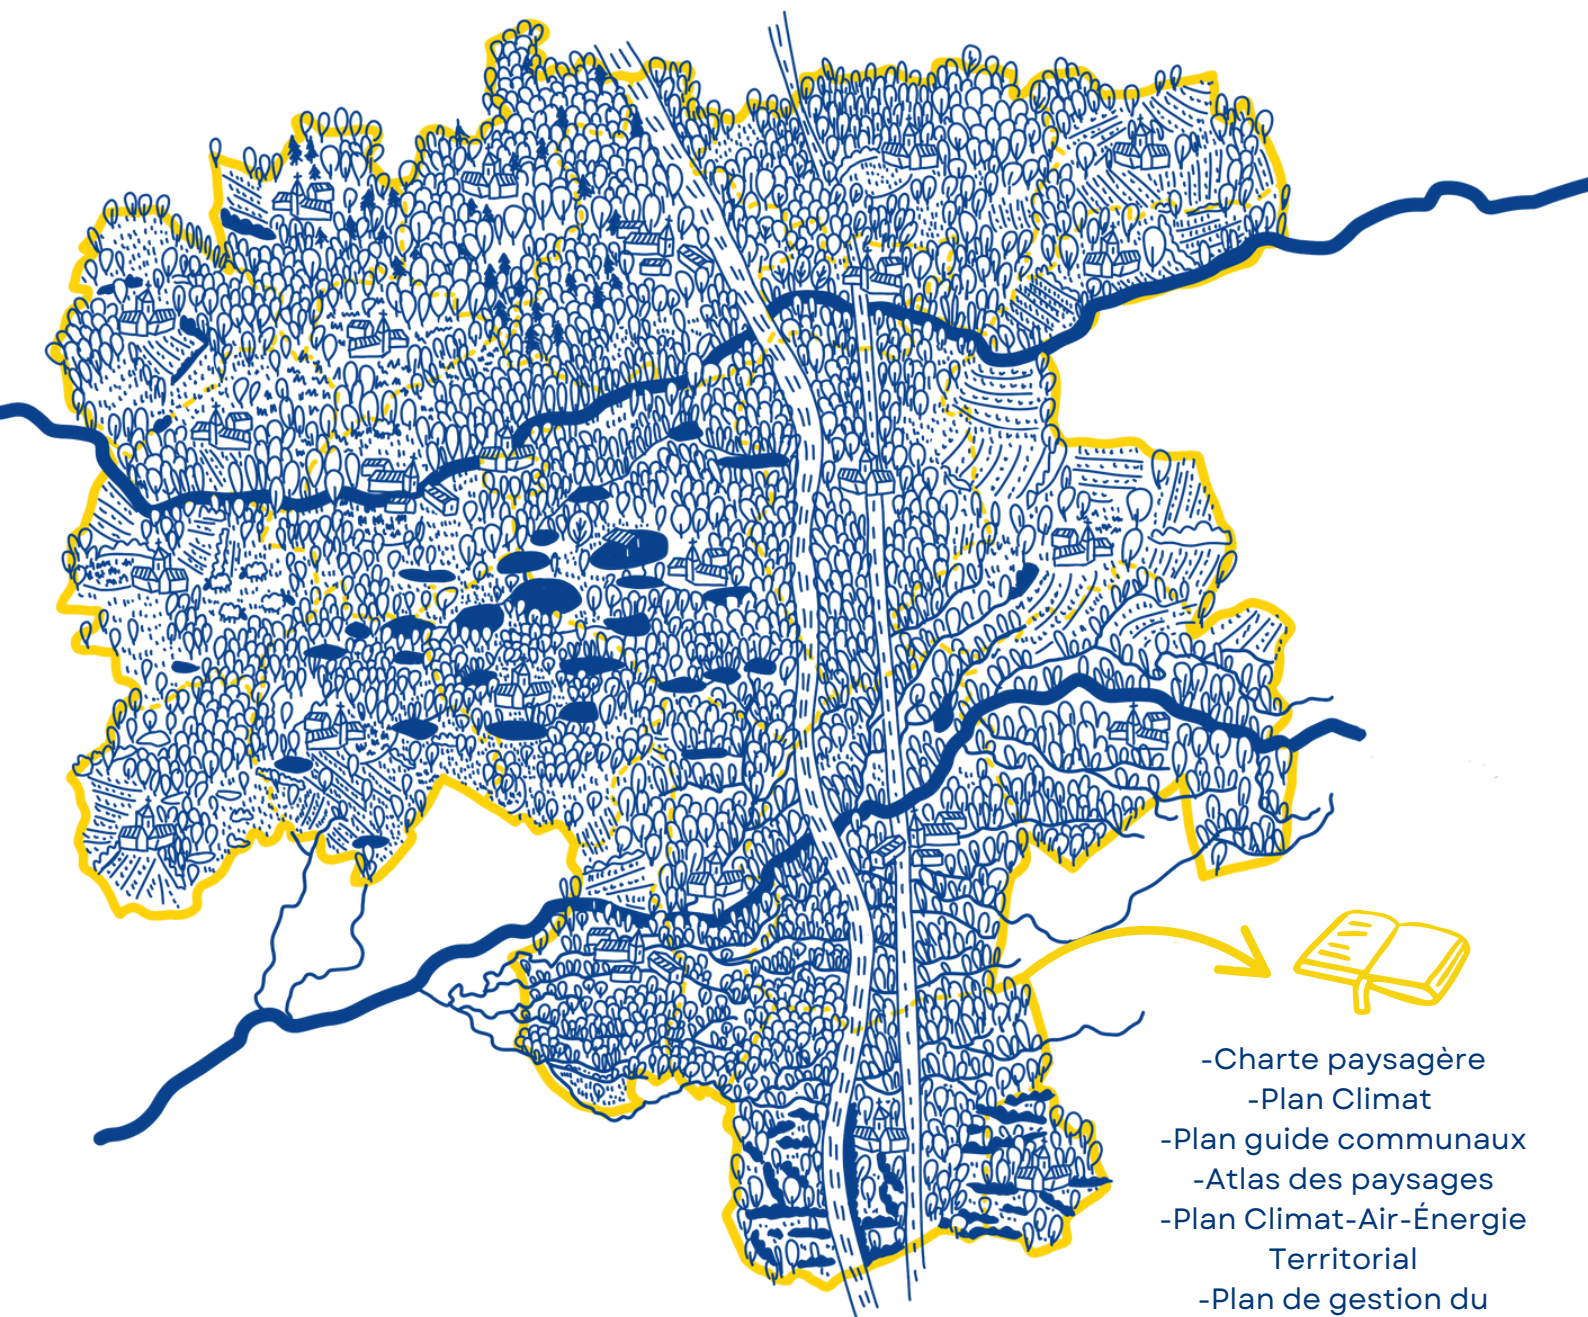 -Charte paysagère
-Plan Climat
-Plan guide communaux
-Atlas des paysages
-Plan Climat-Air-Énergie
Territorial
-Plan de gestion du